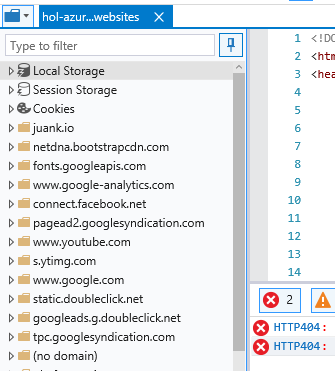 hol-azur...websites
Type to filter
Local Storage
Session Storage
Cookies
juank.io
netdna.bootstrapcdn.com
fonts.googleapis.com
www.google-analytics.com
connect.facebook.net
pagead2.googlesyndication.com
www.youtube.com
s.ytimg.com
www.google.com
static.doubleclick.net
googleads.g.doubleclick.net
tpc.googlesyndication.com
(no domain)
1 <!DO
2 <htm
3 <hea
4
5
6
7
8
9
10
11
12
13
14
2
HTTP404:
HTTP404: